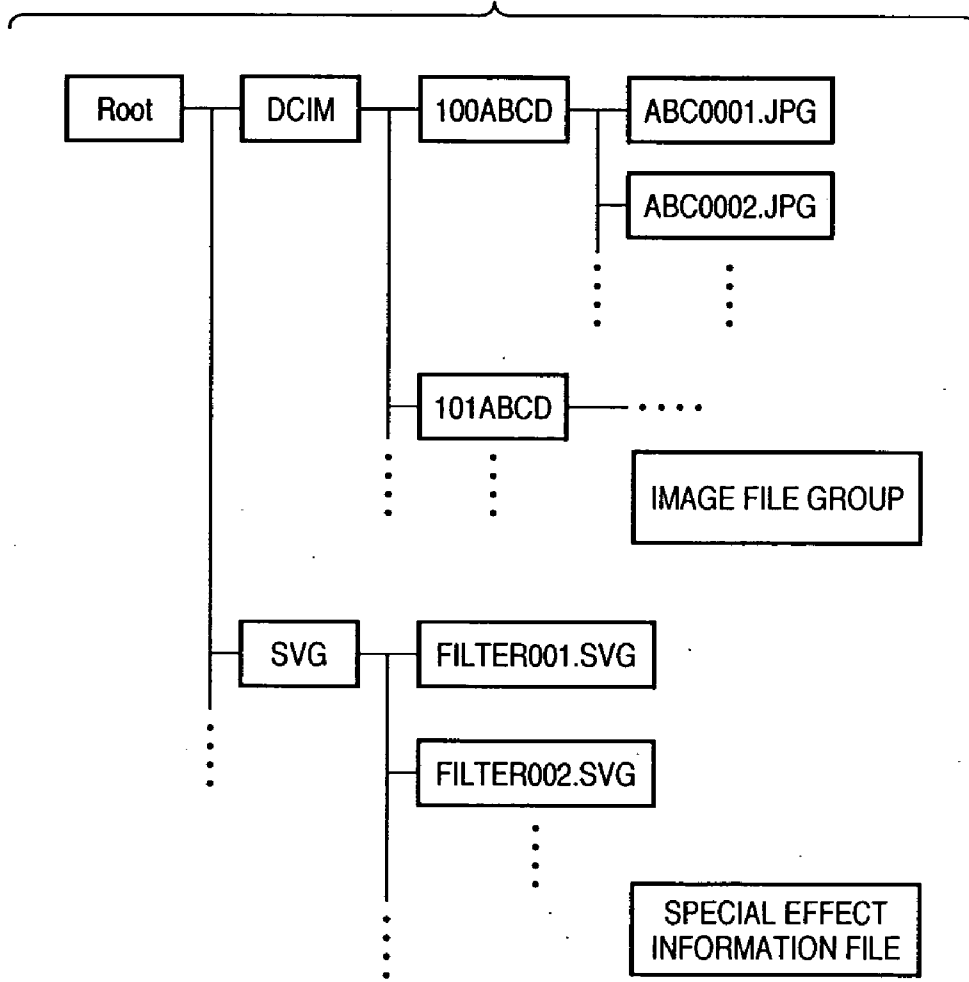 Root
DCIM
100ABCD
ABC0001.JPG
ABC0002.JPG
101ABCD
IMAGE FILE GROUP
SVG
FILTER001.SVG
FILTER002.SVG
SPECIAL EFFECT
INFORMATION FILE